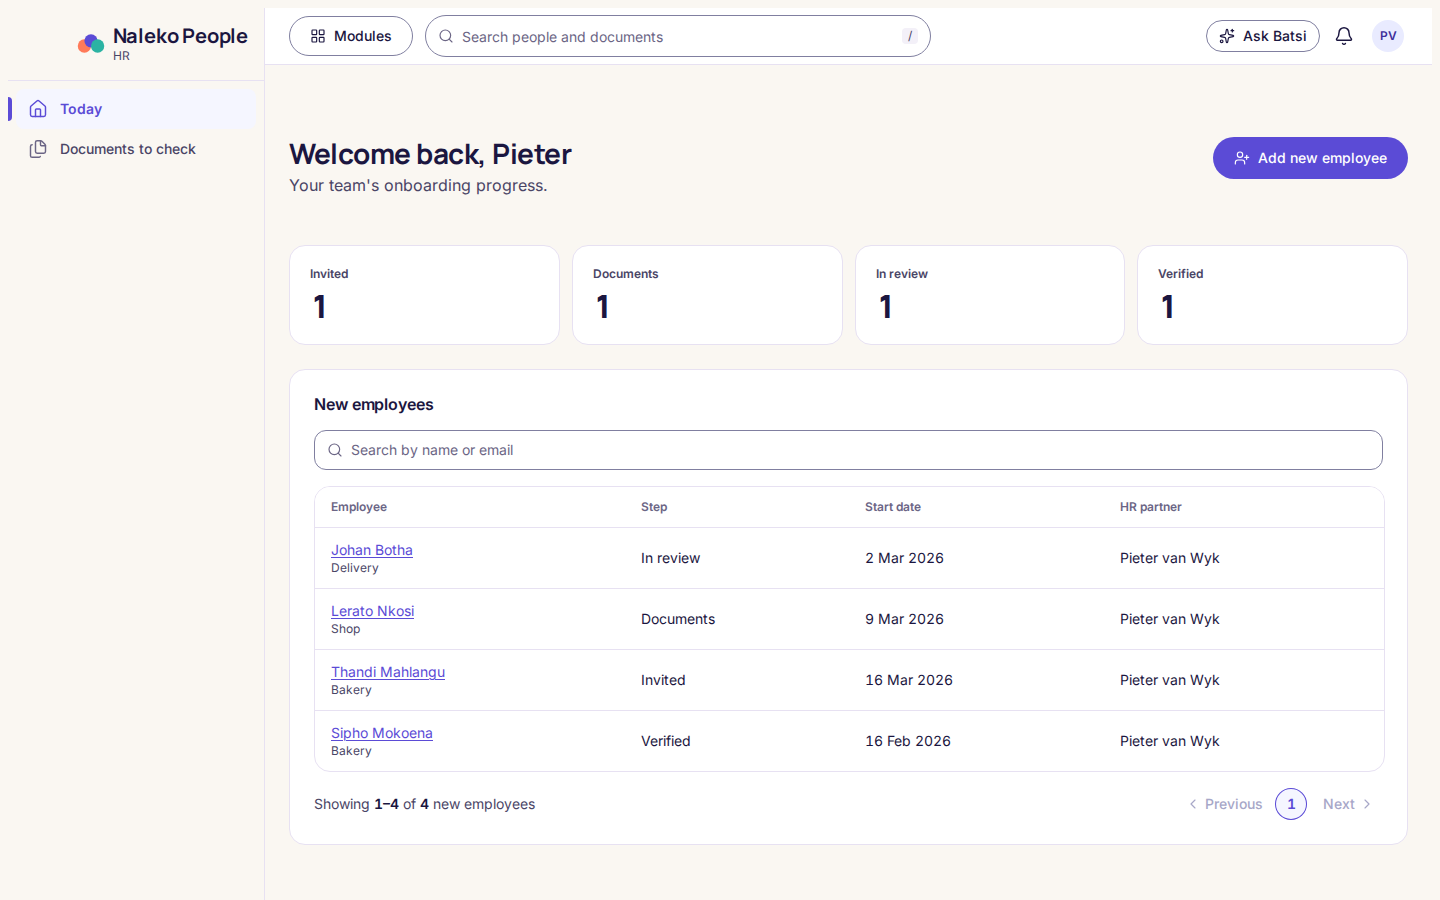 Naleko People
HR
Modules
Search people and documents
/
Ask Batsi
PV
Today
Documents to check
Welcome back, Pieter
Your team's onboarding progress.
Add new employee
Invited
1
Documents
1
In review
1
Verified
1
New employees
Search by name or email
Employee Step Start date HR partner
Johan Botha
Delivery
In review 2 Mar 2026 Pieter van Wyk
Lerato Nkosi
Shop
Documents 9 Mar 2026 Pieter van Wyk
Thandi Mahlangu
Bakery
Invited 16 Mar 2026 Pieter van Wyk
Sipho Mokoena
Bakery
Verified 16 Feb 2026 Pieter van Wyk
Showing 1–4 of 4 new employees
Previous 1 Next